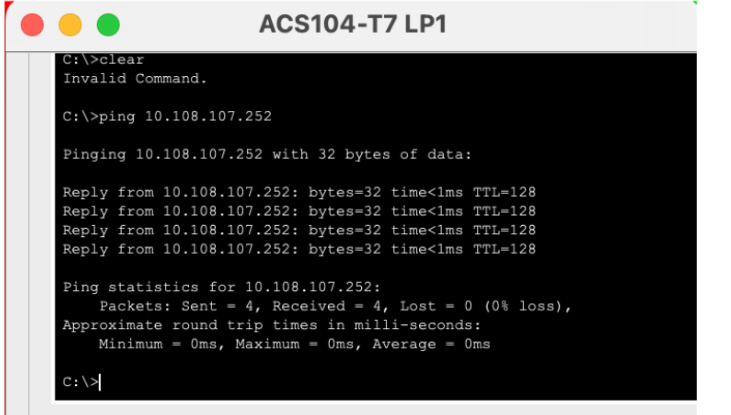 ACS104-T7 LP1
C:\>clear
Invalid Command.
C:\>ping 10.108.107.252
Pinging 10.108.107.252 with 32 bytes of data:
Reply from 10.108.107.252: bytes=32 time<1ms TTL=128
Reply from 10.108.107.252: bytes=32 time<1ms TTL=128
Reply from 10.108.107.252: bytes=32 time<1ms TTL=128
Reply from 10.108.107.252: bytes=32 time<1ms TTL=128
Ping statistics for 10.108.107.252:
Packets: Sent = 4, Received = 4, Lost = 0 (0% loss),
Approximate round trip times in milli-seconds:
Minimum = 0ms, Maximum = 0ms, Average = 0ms
C:\>